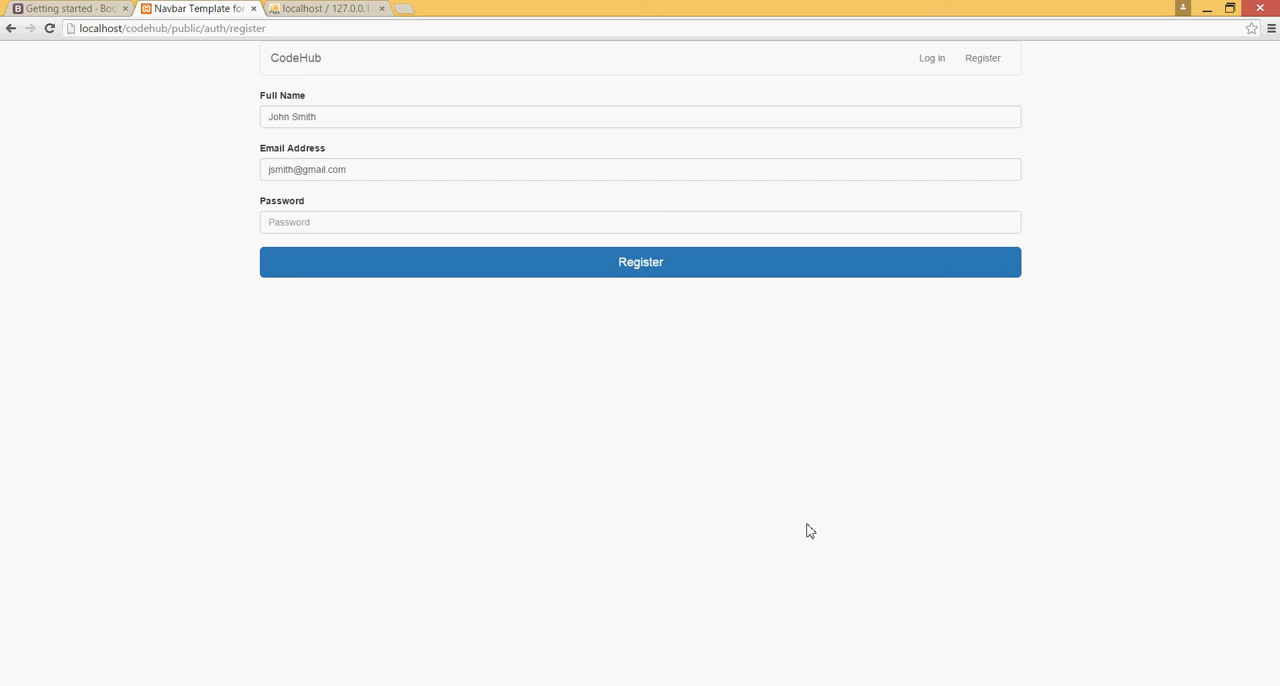 Getting started · Boo
Navbar Template for
localhost / 127.0.0.1
localhost/codehub/public/auth/register
CodeHub
Log in
Register
Full Name
John Smith
Email Address
jsmith@gmail.com
Password
Password
Register